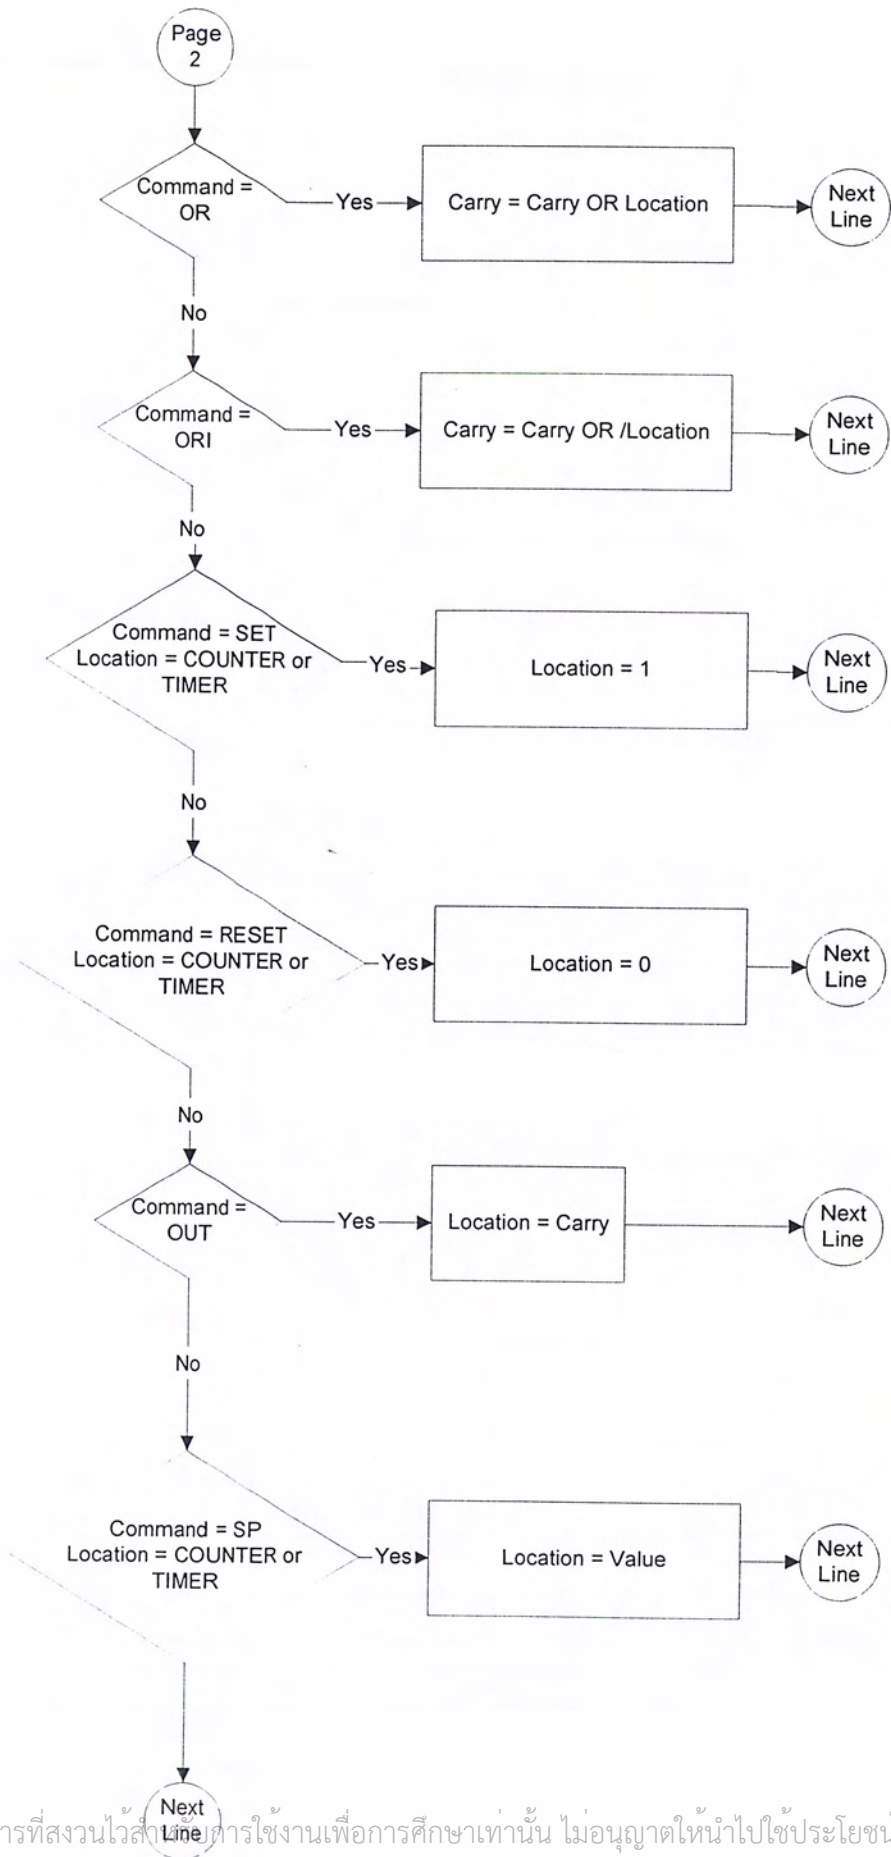 Page
2
Command =
OR
Yes
Carry = Carry OR Location
Next
Line
No
Command =
ORI
Yes
Carry = Carry OR /Location
Next
Line
No
Command = SET
Location = COUNTER or
TIMER
Yes
Location = 1
Next
Line
No
Command = RESET
Location = COUNTER or
TIMER
Yes
Location = 0
Next
Line
No
Command =
OUT
Yes
Location = Carry
Next
Line
No
Command = SP
Location = COUNTER or
TIMER
Yes
Location = Value
Next
Line
Next
Line
ารที่สงวนไว้สำหรับการใช้งานเพื่อการศึกษาเท่านั้น ไม่อนุญาตให้นำไปใช้ประโยชน